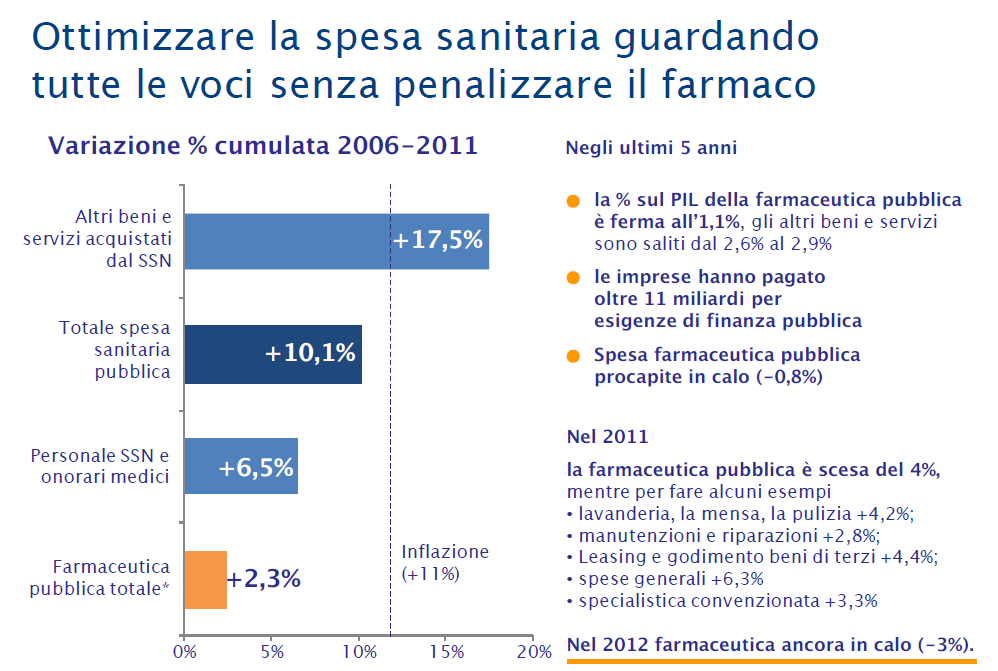 Ottimizzare la spesa sanitaria guardando
tutte le voci senza penalizzare il farmaco
Variazione % cumulata 2006-2011
Altri beni e
servizi acquistati
dal SSN
+17,5%
Totale spesa
sanitaria
pubblica
+10,1%
Personale SSN e
onorari medici
+6,5%
Farmaceutica
pubblica totale*
+2,3%
Inflazione
(+11%)
0%
5%
10%
15%
20%
Negli ultimi 5 anni
la % sul PIL della farmaceutica pubblica
è ferma all'1,1%, gli altri beni e servizi
sono saliti dal 2,6% al 2,9%
le imprese hanno pagato
oltre 11 miliardi per
esigenze di finanza pubblica
Spesa farmaceutica pubblica
procapite in calo (-0,8%)
Nel 2011
la farmaceutica pubblica è scesa del 4%,
mentre per fare alcuni esempi
• lavanderia, la mensa, la pulizia +4,2%;
• manutenzioni e riparazioni +2,8%;
• Leasing e godimento beni di terzi +4,4%;
• spese generali +6,3%
• specialistica convenzionata +3,3%
Nel 2012 farmaceutica ancora in calo (-3%).